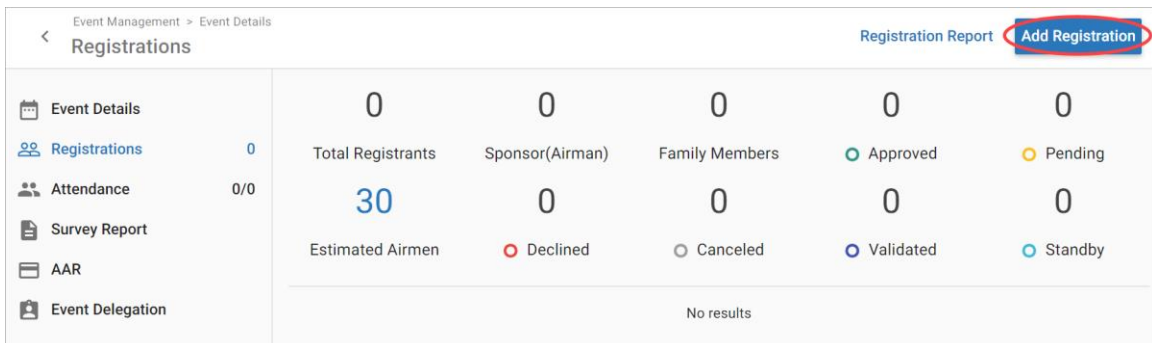 Event Management > Event Details
Registrations
Registration Report
Add Registration
Event Details
Registrations 0
Attendance 0/0
Survey Report
AAR
Event Delegation
0 0 0 0 0
Total Registrants Sponsor(Airman) Family Members Approved Pending
30 0 0 0 0
Estimated Airmen Declined Canceled Validated Standby
No results